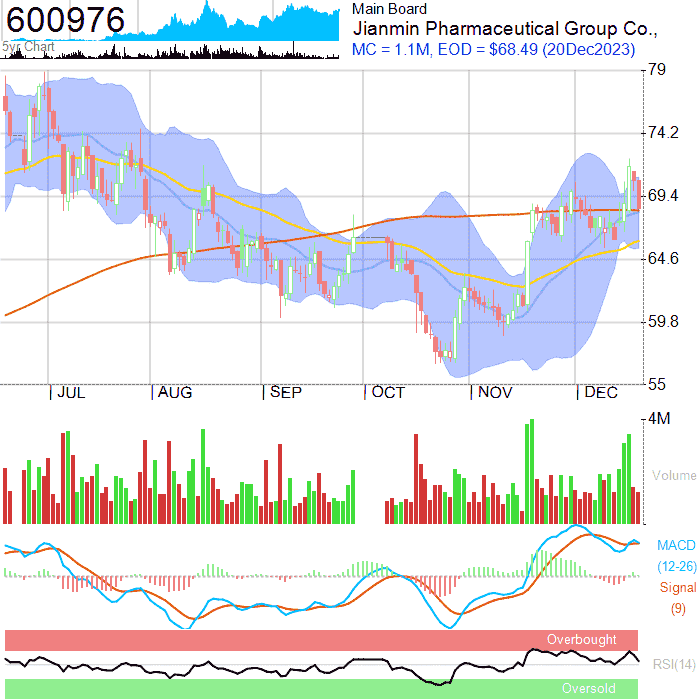 600976
5yr Chart
Main Board
Jianmin Pharmaceutical Group Co.,
MC = 1.1M, EOD = $68.49 (20Dec2023)
79
74.2
69.4
64.6
59.8
55
JUL AUG SEP OCT NOV DEC
4M
Volume
MACD
(12-26)
Signal
(9)
Overbought
RSI(14)
Oversold